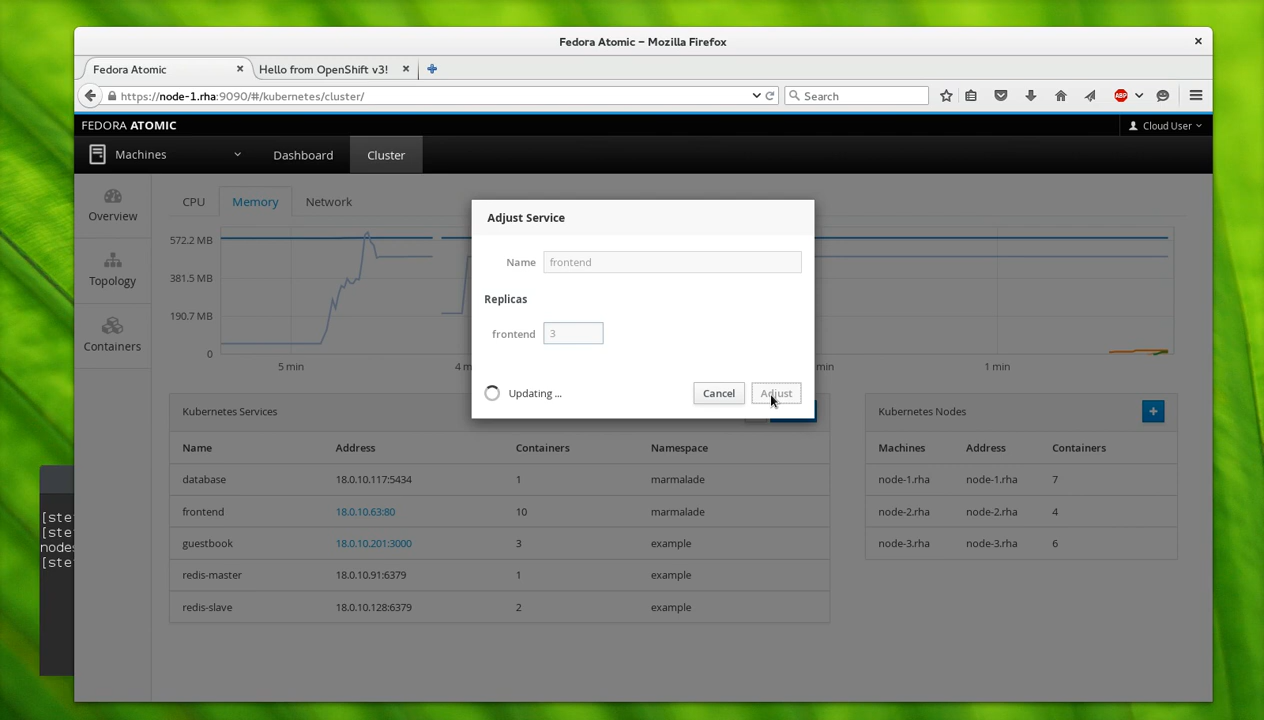 Fedora Atomic – Mozilla Firefox
Fedora Atomic
Hello from OpenShift v3!
https://node-1.rha:9090/#/kubernetes/cluster/
Search
ABP
FEDORA ATOMIC
Cloud User
Machines
Dashboard
Cluster
Overview
Topology
Containers
CPU
Memory
Network
572.2 MB
381.5 MB
190.7 MB
0
5 min
4 m
min
1 min
Adjust Service
Name
frontend
Replicas
frontend
3
Updating ...
Cancel
Adjust
Kubernetes Services
Name Address Containers Namespace
database 18.0.10.117:5434 1 marmalade
frontend 18.0.10.63:80 10 marmalade
guestbook 18.0.10.201:3000 3 example
redis-master 18.0.10.91:6379 1 example
redis-slave 18.0.10.128:6379 2 example
Kubernetes Nodes
Machines Address Containers
node-1.rha node-1.rha 7
node-2.rha node-2.rha 4
node-3.rha node-3.rha 6
[ste
[ste
nodes
[ste